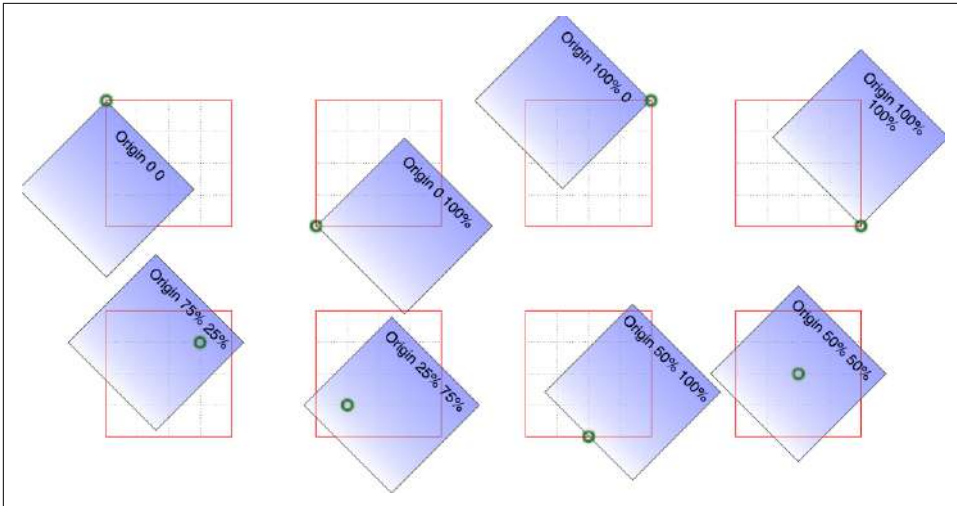 Origin 0 0
Origin 0 100%
Origin 100% 0
Origin 100%
100%
Origin 75% 25%
Origin 25% 75%
Origin 50% 100%
Origin 50% 50%